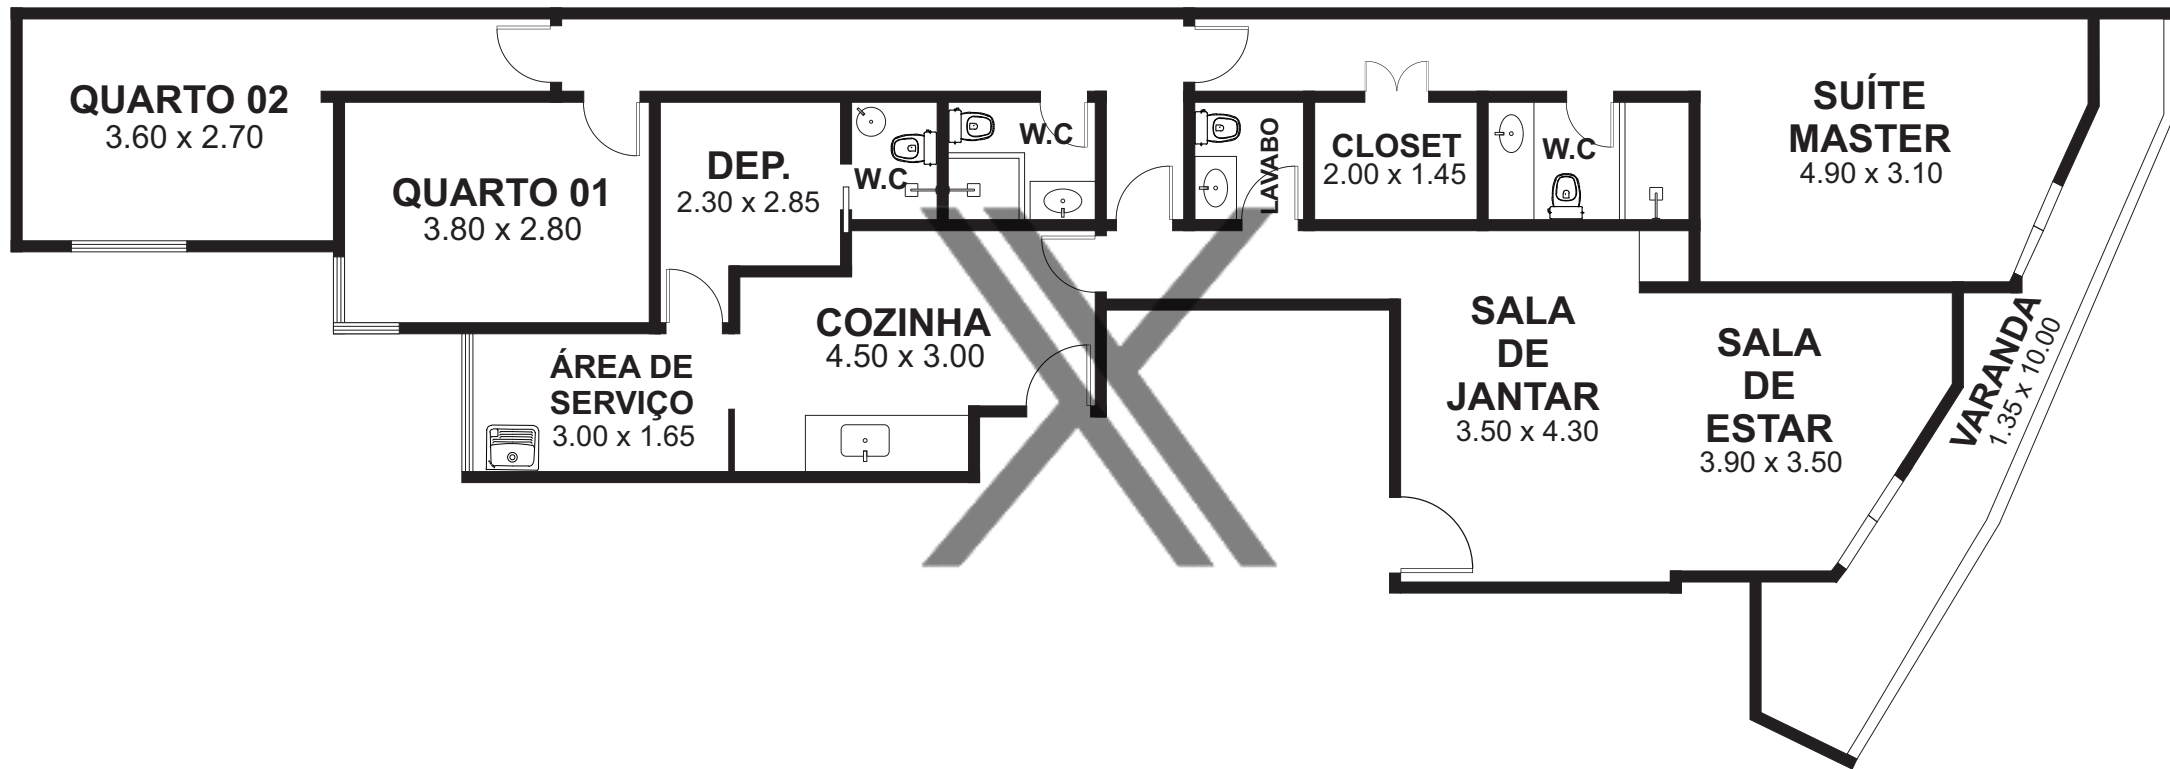 QUARTO 02
3.60 x 2.70
QUARTO 01
3.80 x 2.80
DEP.
2.30 x 2.85
W.C
W.C
LAVABO
CLOSET
2.00 x 1.45
W.C
SUÍTE
MASTER
4.90 x 3.10
COZINHA
4.50 x 3.00
ÁREA DE
SERVIÇO
3.00 x 1.65
SALA
DE
JANTAR
3.50 x 4.30
SALA
DE
ESTAR
3.90 x 3.50
VARANDA
1.35 x 10.00